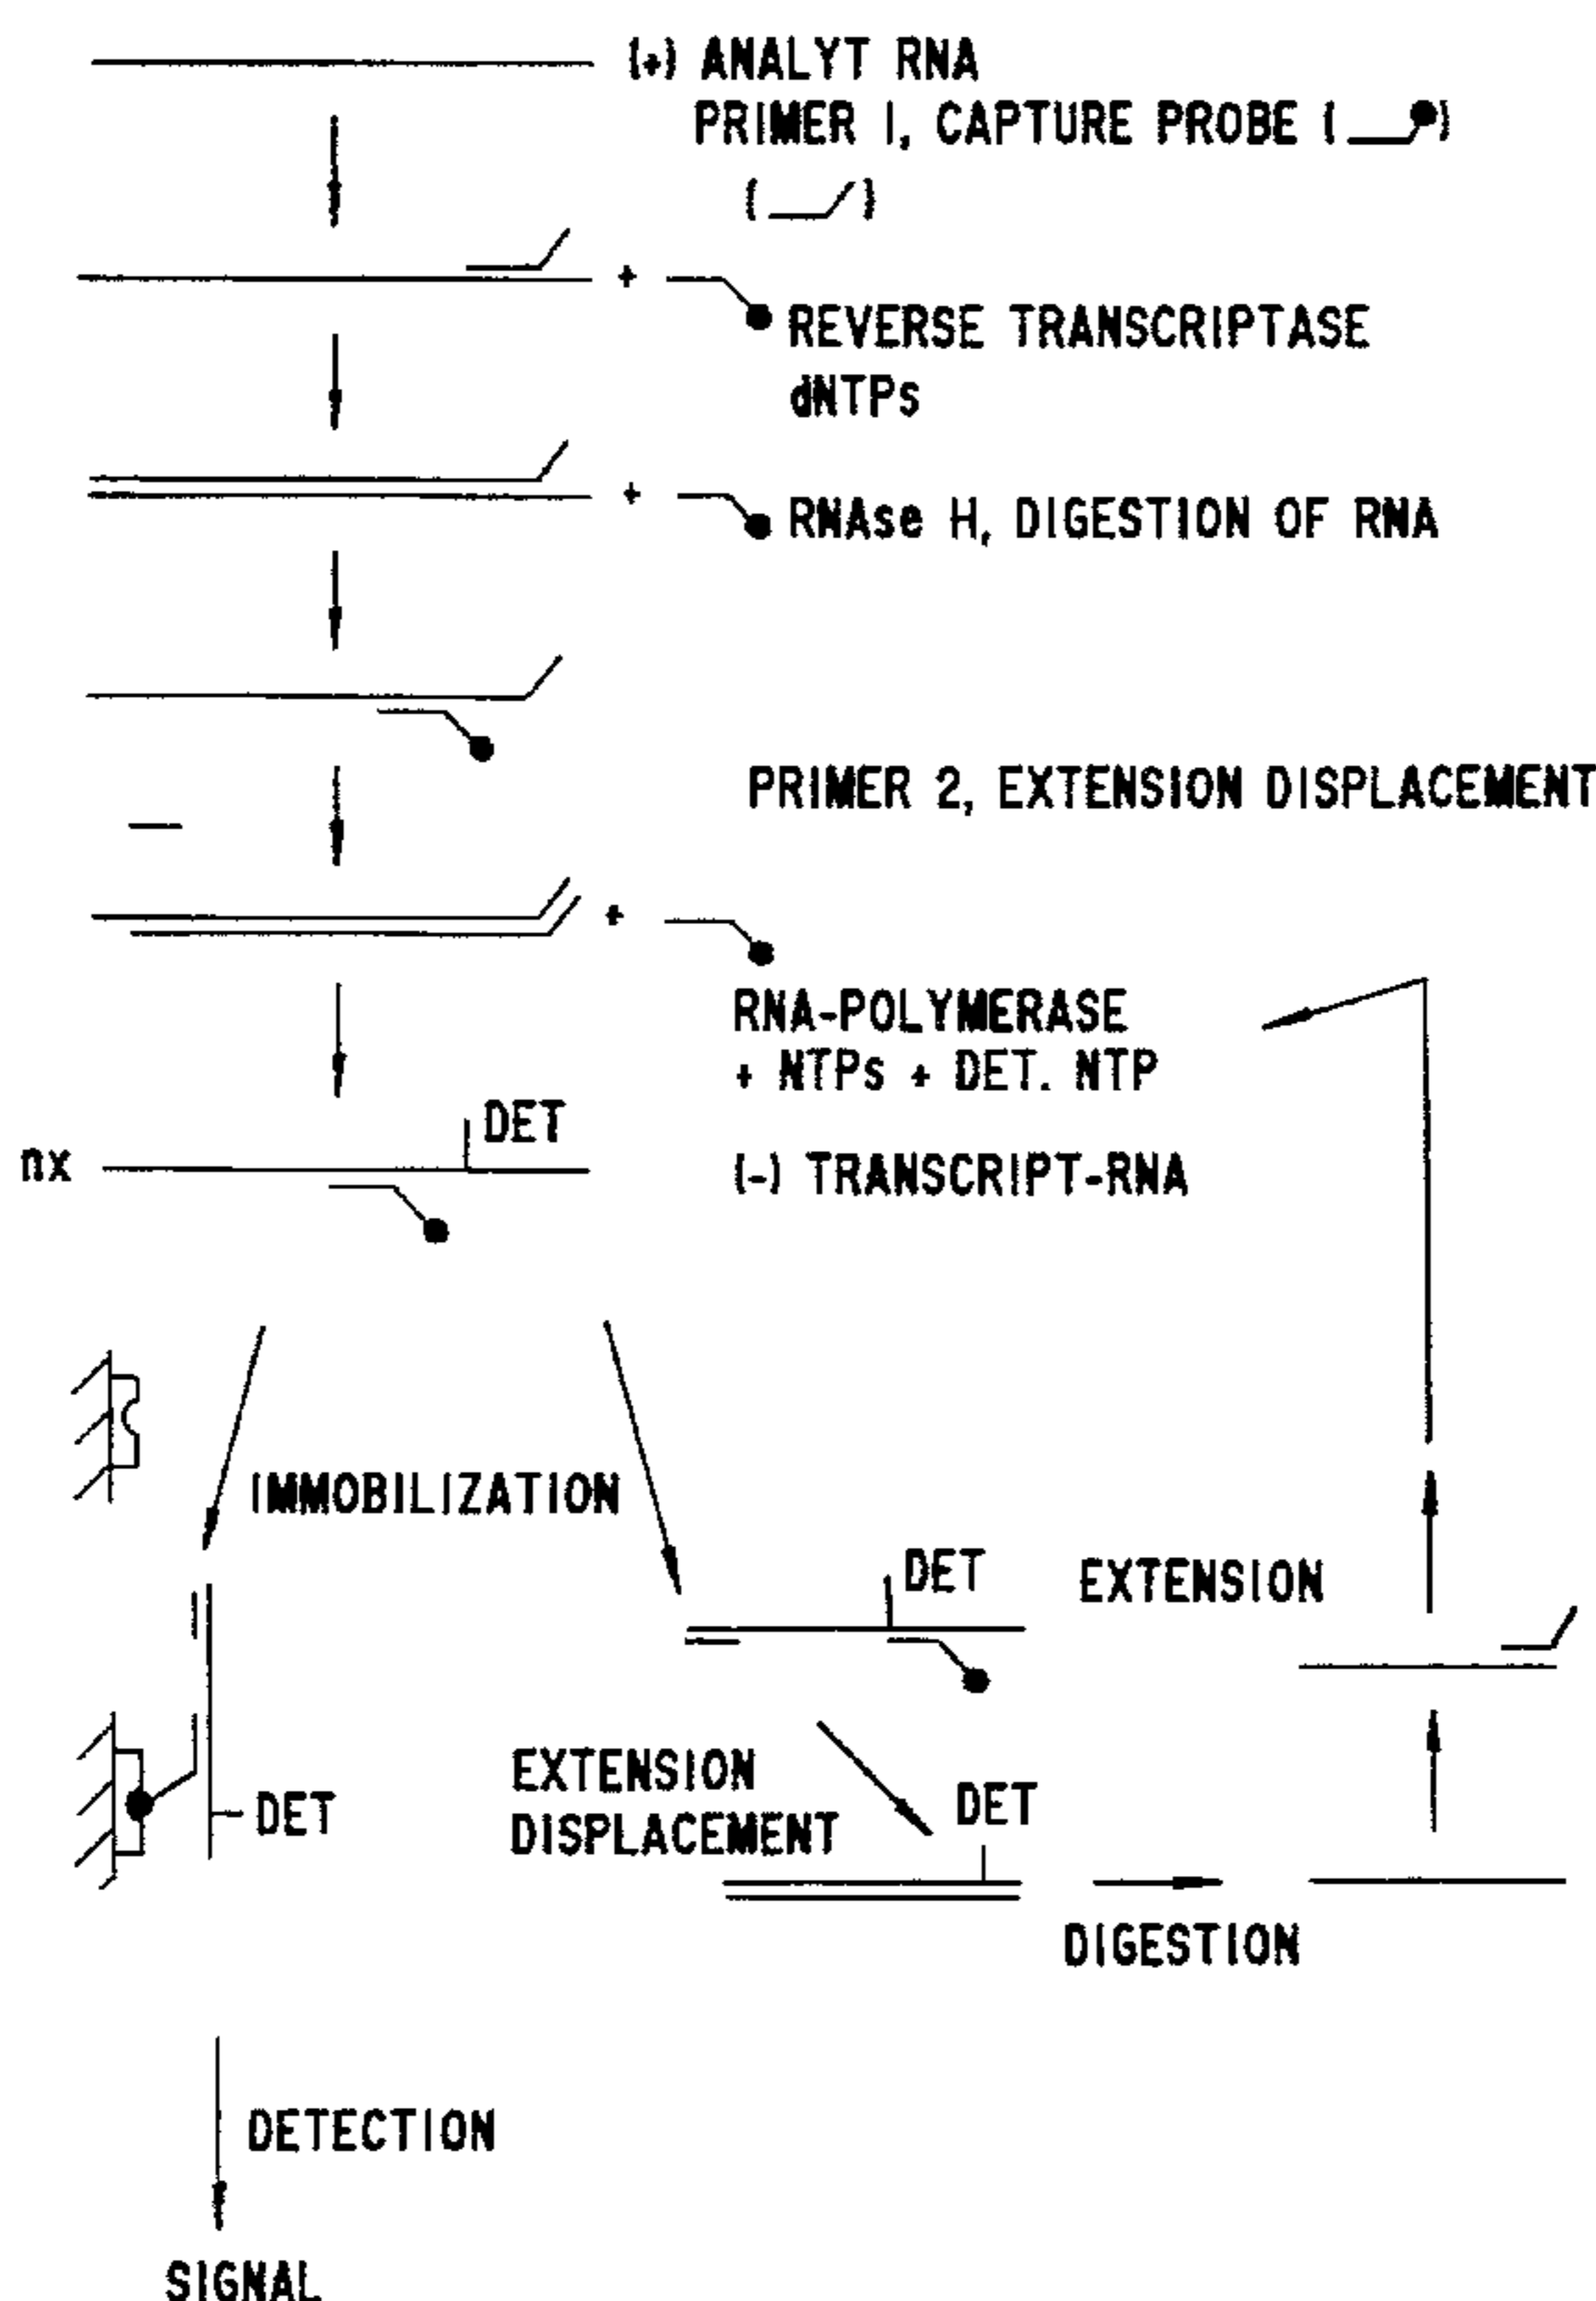 (+) ANALYT RNA
PRIMER 1, CAPTURE PROBE ( )
( )
+
REVERSE TRANSCRIPTASE
dNTPs
+
RNAse H, DIGESTION OF RNA
PRIMER 2, EXTENSION DISPLACEMENT
+
RNA-POLYMERASE
+ NTPs + DET. NTP
DET
nx
(-) TRANSCRIPT-RNA
IMMOBILIZATION
DET
EXTENSION
EXTENSION
DISPLACEMENT
DET
DET
DIGESTION
DETECTION
SIGNAL